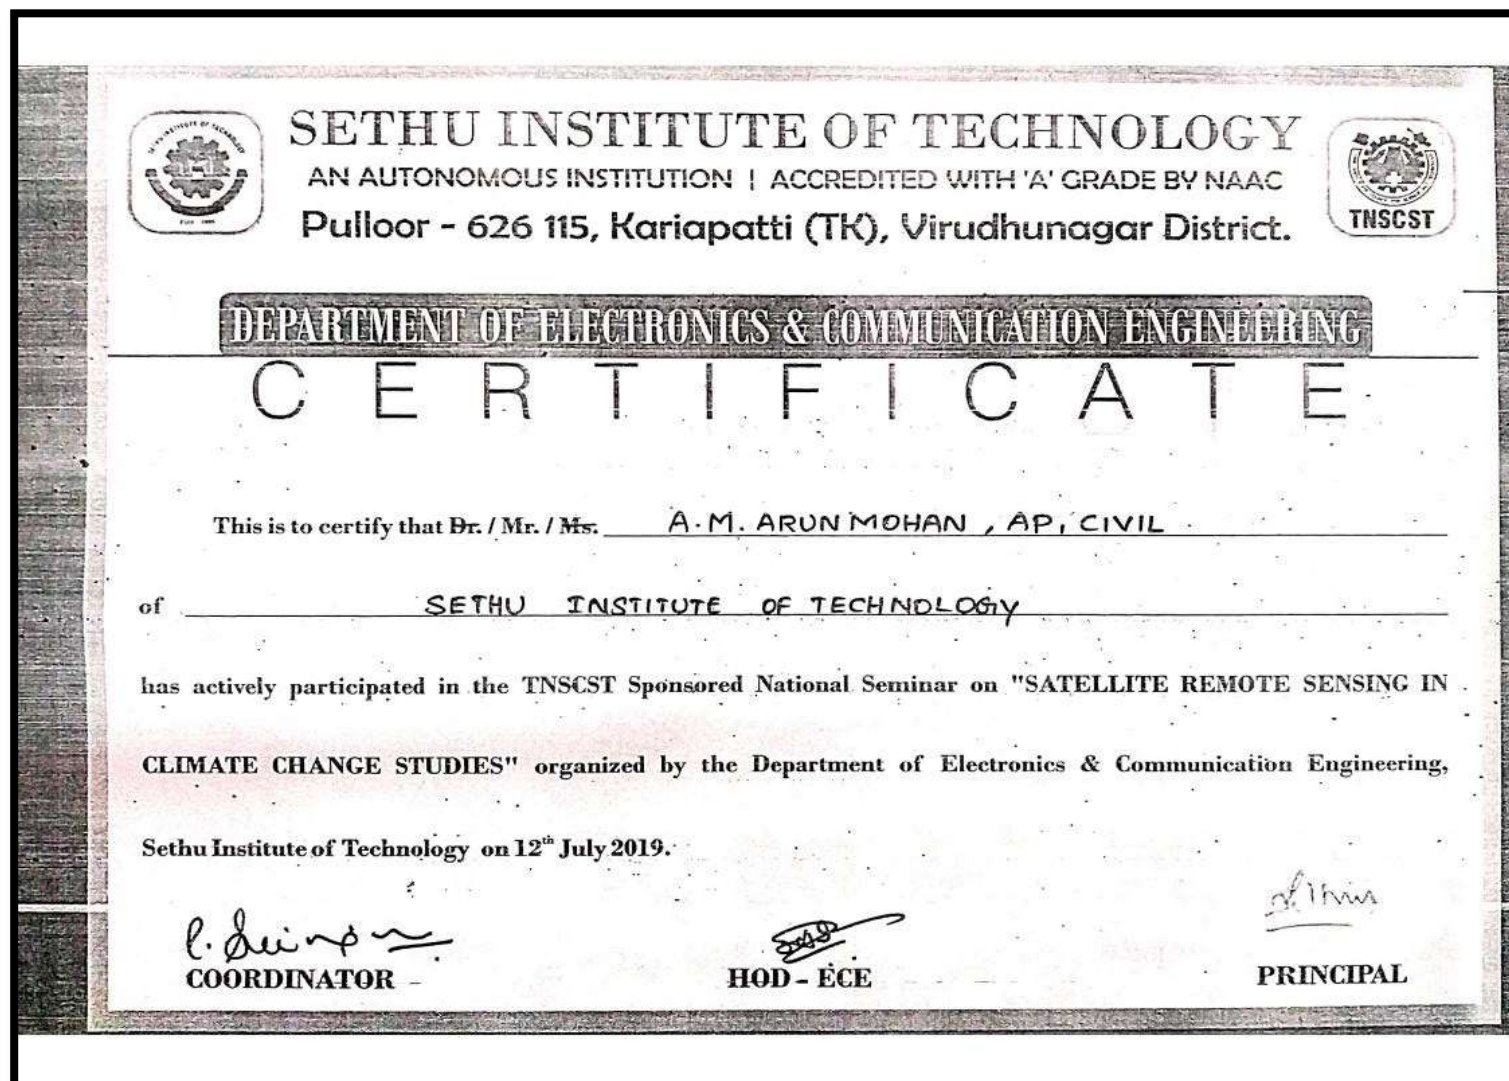 SETHU INSTITUTE OF TECHNOLOGY
AN AUTONOMOUS INSTITUTION | ACCREDITED WITH 'A' GRADE BY NAAC
Pulloor - 626 115, Kariapatti (TK), Virudhunagar District.
TNSCST
DEPARTMENT OF ELECTRONICS & COMMUNICATION ENGINEERING
CERTIFICATE
This is to certify that Dr. / Mr. / Ms. A.M. ARUN MOHAN, AP, CIVIL
of SETHU INSTITUTE OF TECHNOLOGY
has actively participated in the TNSCST Sponsored National Seminar on "SATELLITE REMOTE SENSING IN
CLIMATE CHANGE STUDIES" organized by the Department of Electronics & Communication Engineering,
Sethu Institute of Technology on 12th July 2019.
COORDINATOR
HOD - ECE
PRINCIPAL